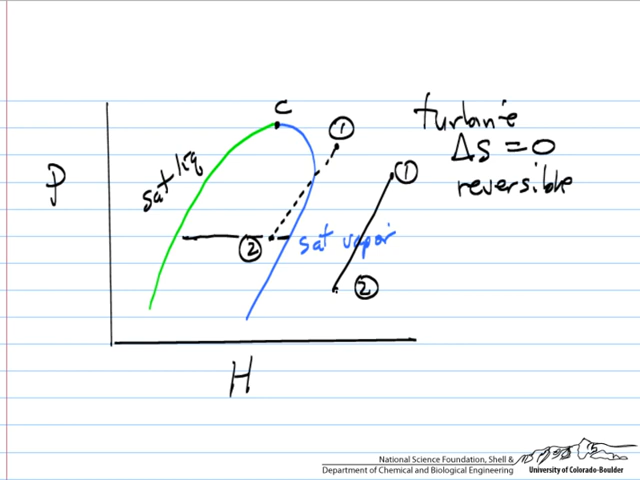 C
①
turbine
ΔS = 0
reversible
①
P
sat liq
②
sat vapor
②
H
National Science Foundation, Shell &
Department of Chemical and Biological Engineering
University of Colorado-Boulder